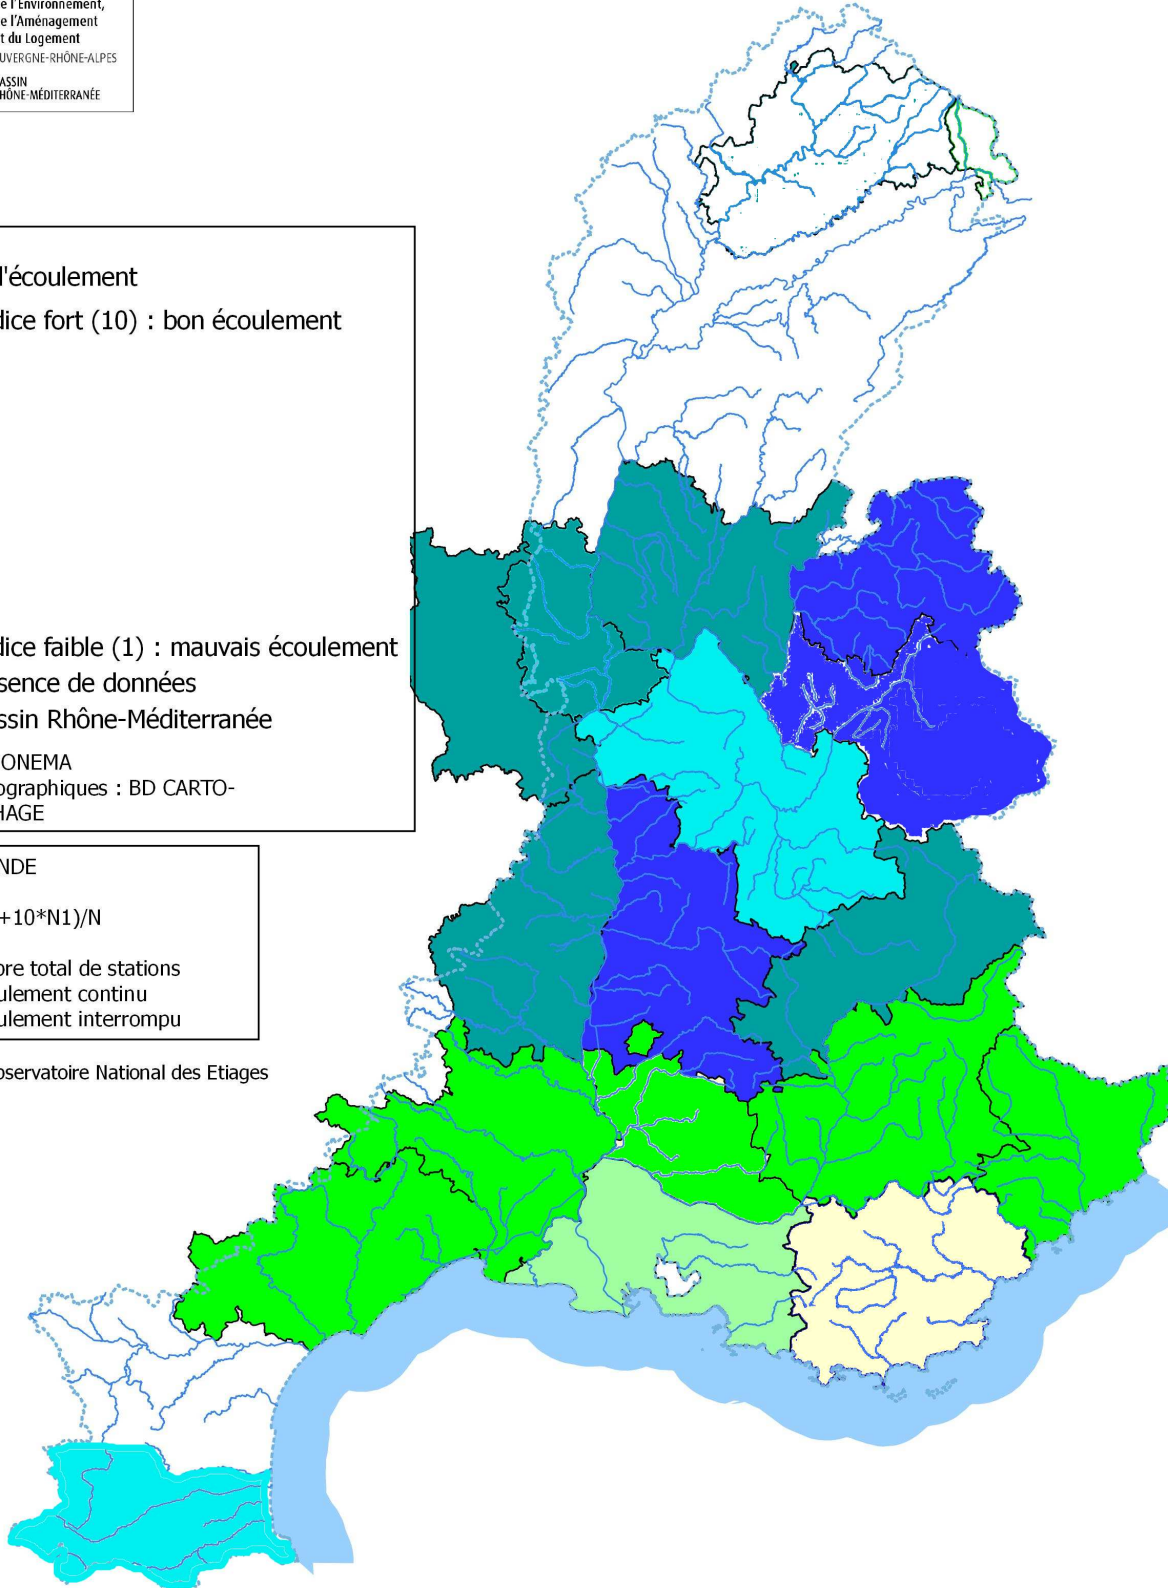 e l'Environnement,
e l'Aménagement
t du Logement
UVERGNE-RHÔNE-ALPES
ASSIN
HÔNE-MÉDITERRANÉE
l'écoulement
dice fort (10) : bon écoulement
dice faible (1) : mauvais écoulement
sence de données
assin Rhône-Méditerranée
ONEMA
ographiques : BD CARTO-
HAGE
NDE
+10*N1)/N
bre total de stations
ulement continu
ulement interrompu
bservatoire National des Etiages